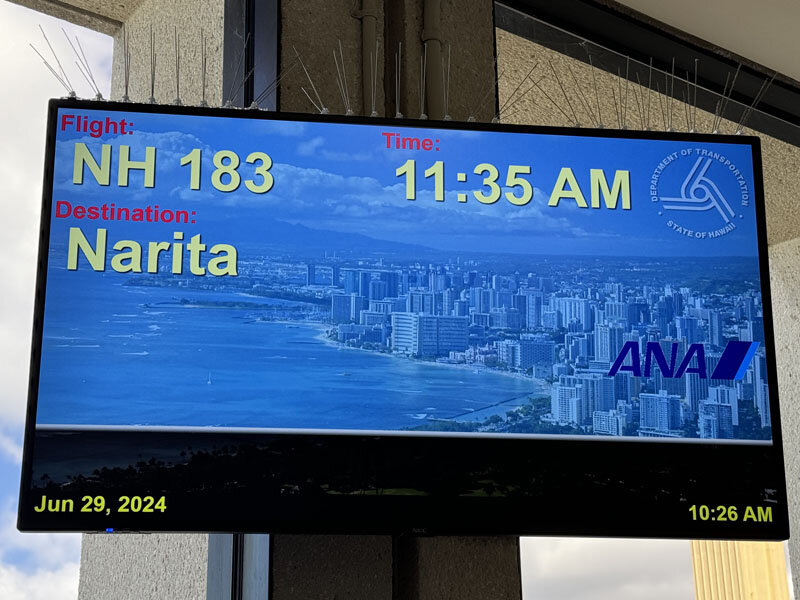 Flight:
NH 183
Time:
11:35 AM
Destination:
Narita
DEPARTMENT OF TRANSPORTATION
STATE OF HAWAII
ANA
Jun 29, 2024
NEC
10:26 AM